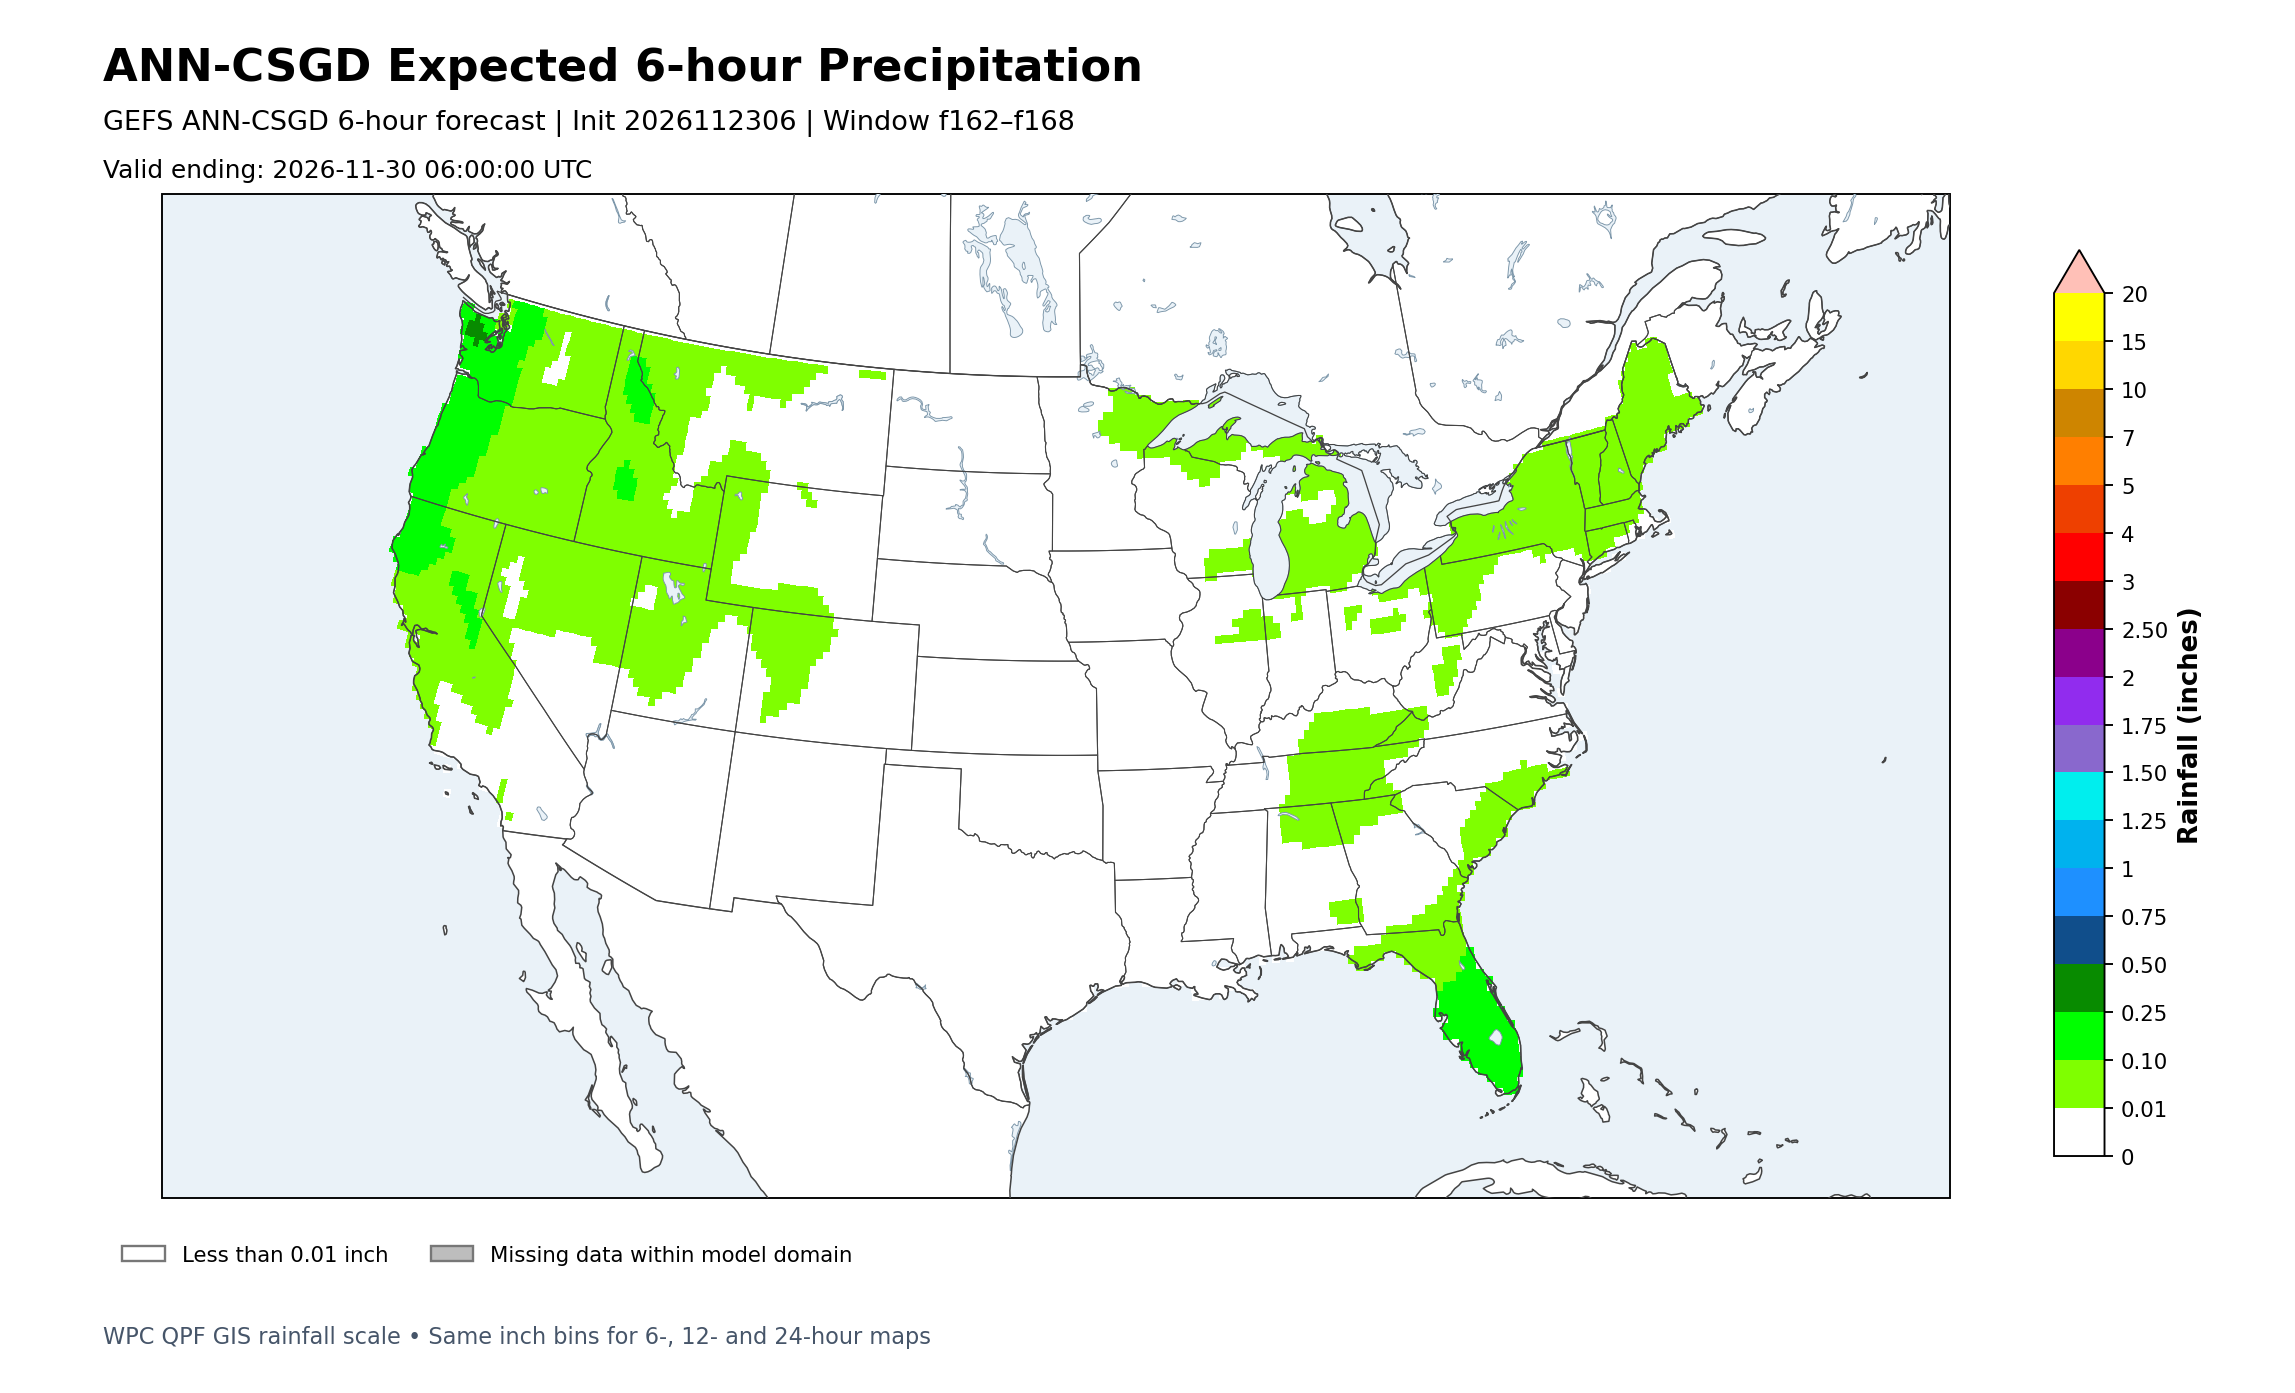 ANN-CSGD Expected 6-hour Precipitation
GEFS ANN-CSGD 6-hour forecast | Init 2026112306 | Window f162–f168
Valid ending: 2026-11-30 06:00:00 UTC
20
15
10
7
5
4
3
2.50
2
1.75
1.50
1.25
1
0.75
0.50
0.25
0.10
0.01
0
Rainfall (inches)
Less than 0.01 inch
Missing data within model domain
WPC QPF GIS rainfall scale • Same inch bins for 6-, 12- and 24-hour maps